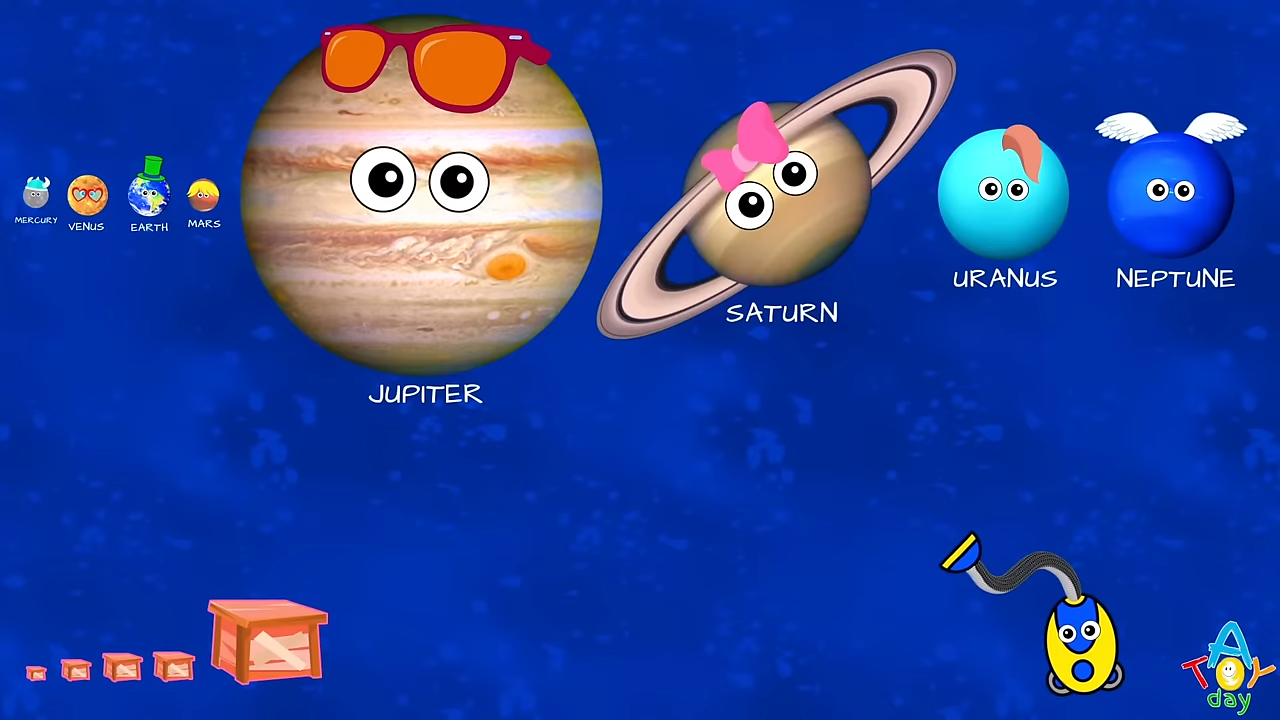 MERCURY
VENUS
EARTH
MARS
JUPITER
SATURN
URANUS
NEPTUNE
A
TOY
day